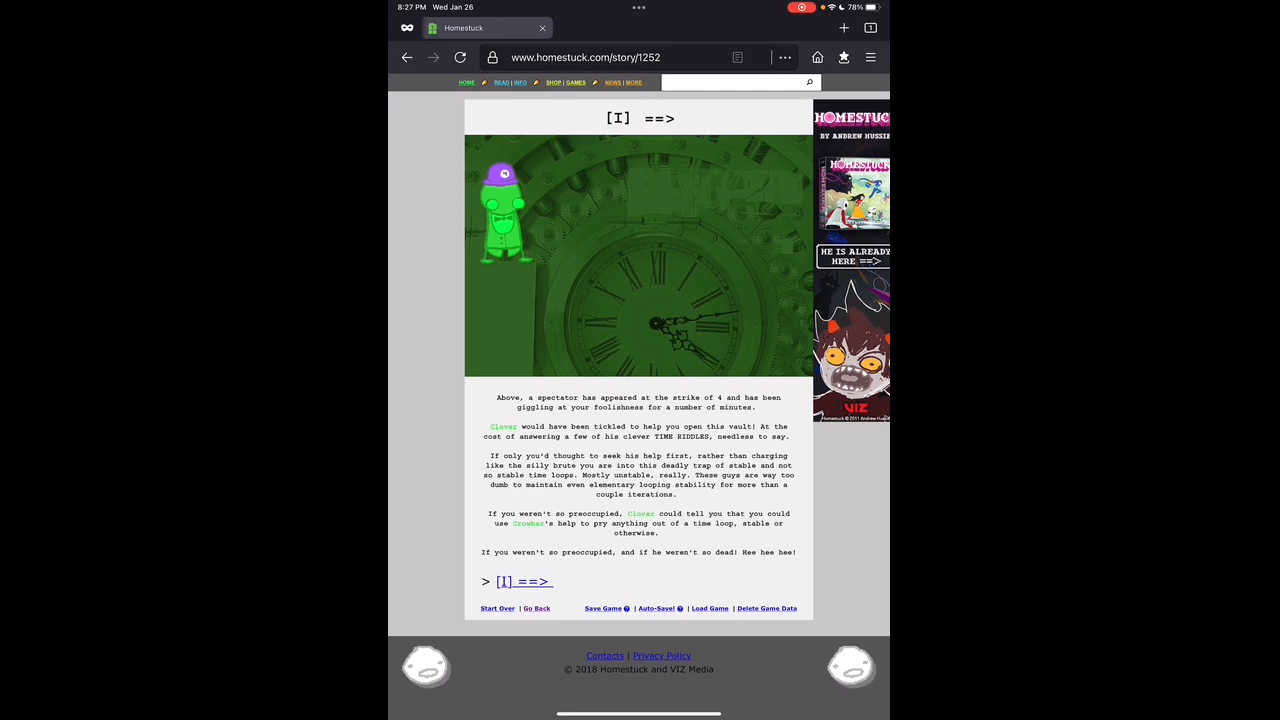 8:27 PM Wed Jan 26
78%
Homestuck
1
www.homestuck.com/story/1252
HOME READ | INFO SHOP | GAMES NEWS | MORE
[I] ==>
HOMESTUC
BY ANDREW HUSSIE
HOMESTUCK
HE IS ALREADY
HERE ==>
VIZ
Homestuck © 2011 Andrew Hussi
Above, a spectator has appeared at the strike of 4 and has been
giggling at your foolishness for a number of minutes.
Clover would have been tickled to help you open this vault! At the
cost of answering a few of his clever TIME RIDDLES, needless to say.
If only you'd thought to seek his help first, rather than charging
like the silly brute you are into this deadly trap of stable and not
so stable time loops. Mostly unstable, really. These guys are way too
dumb to maintain even elementary looping stability for more than a
couple iterations.
If you weren't so preoccupied, Clover could tell you that you could
use Crowbar's help to pry anything out of a time loop, stable or
otherwise.
If you weren't so preoccupied, and if he weren't so dead! Hee hee hee!
> [I] ==>
Start Over | Go Back Save Game ? | Auto-Save! ? | Load Game | Delete Game Data
Contacts | Privacy Policy
© 2018 Homestuck and VIZ Media